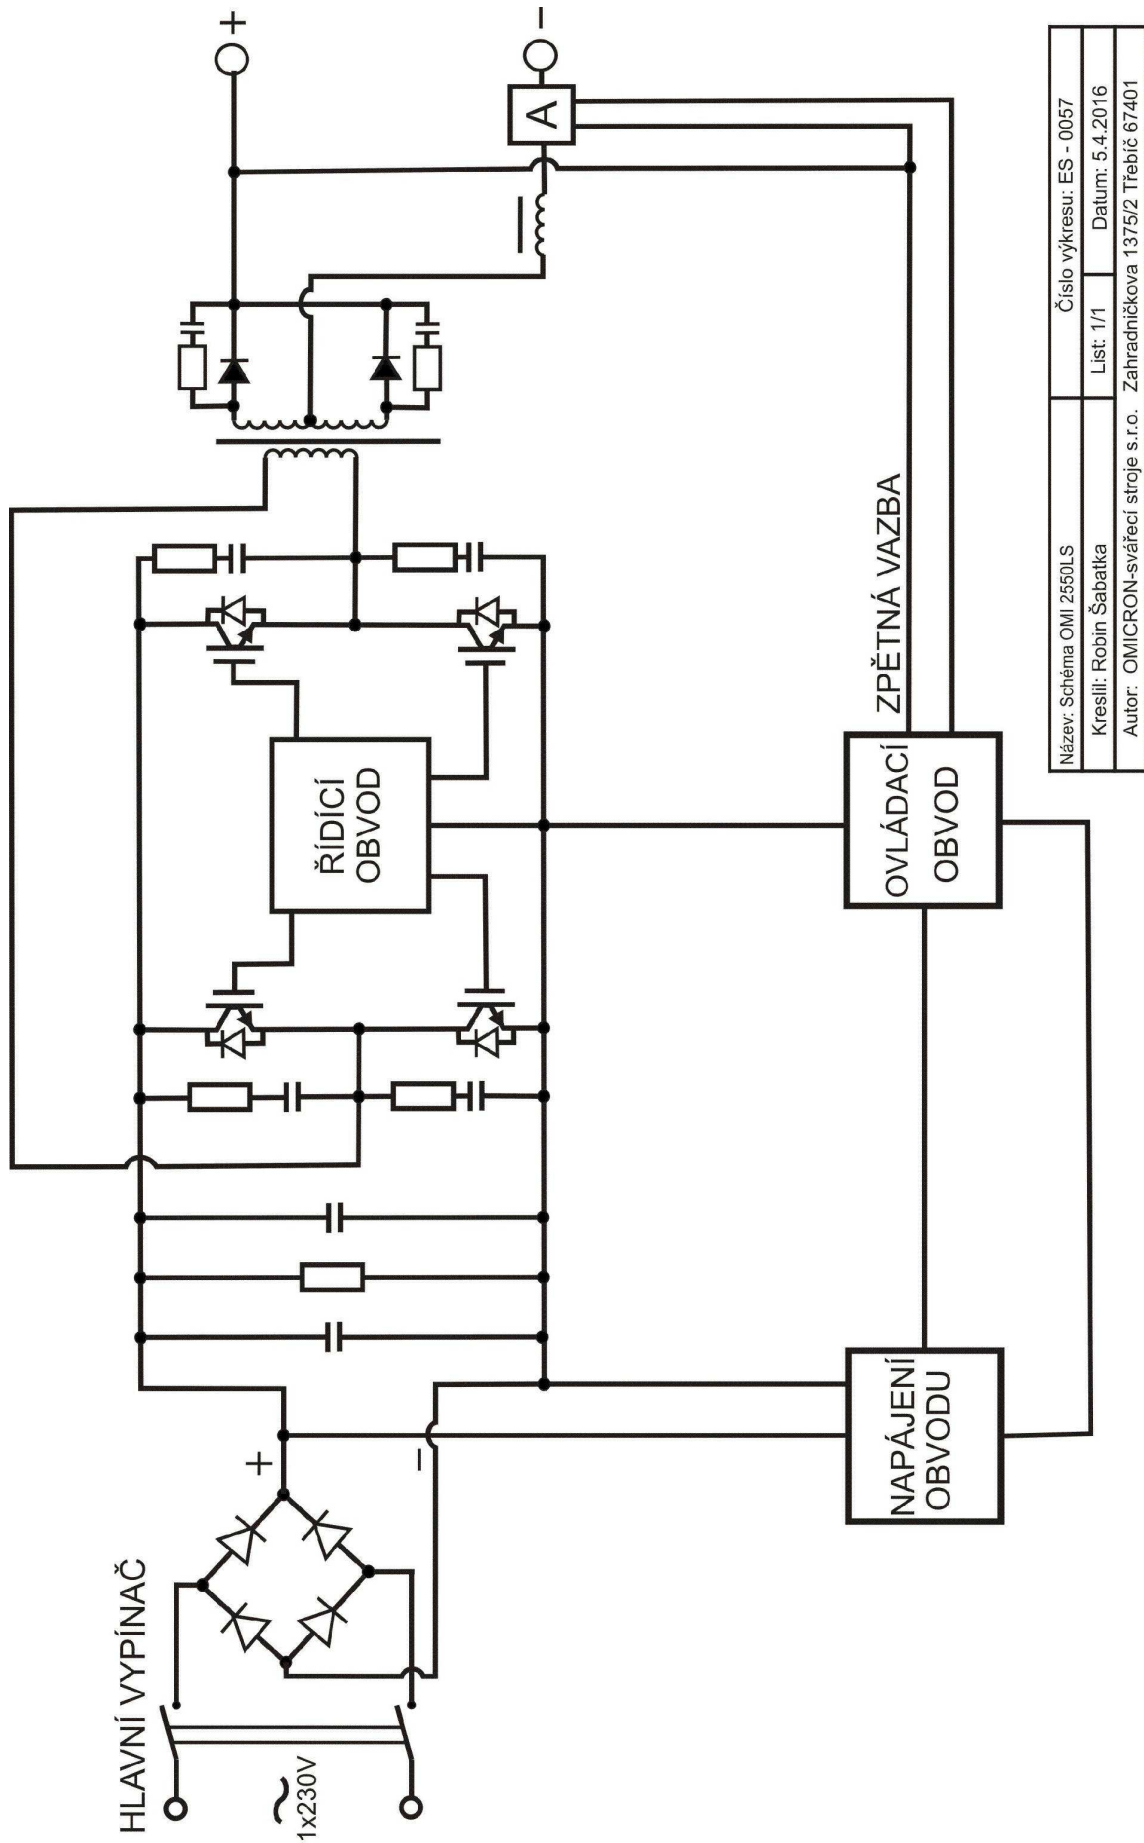 HLAVNÍ VYPÍNAČ
1x230V
+
−
ŘÍDÍCÍ
OBVOD
+
−
A
NAPÁJENÍ
OBVODU
OVLÁDACÍ
OBVOD
ZPĚTNÁ VAZBA
Název: Schéma OMI 2550LS
Číslo výkresu: ES - 0057
Kreslil: Robin Šabatka
List: 1/1
Datum: 5.4.2016
Autor: OMICRON-svářecí stroje s.r.o. Zahradníčkova 1375/2 Třebíč 67401